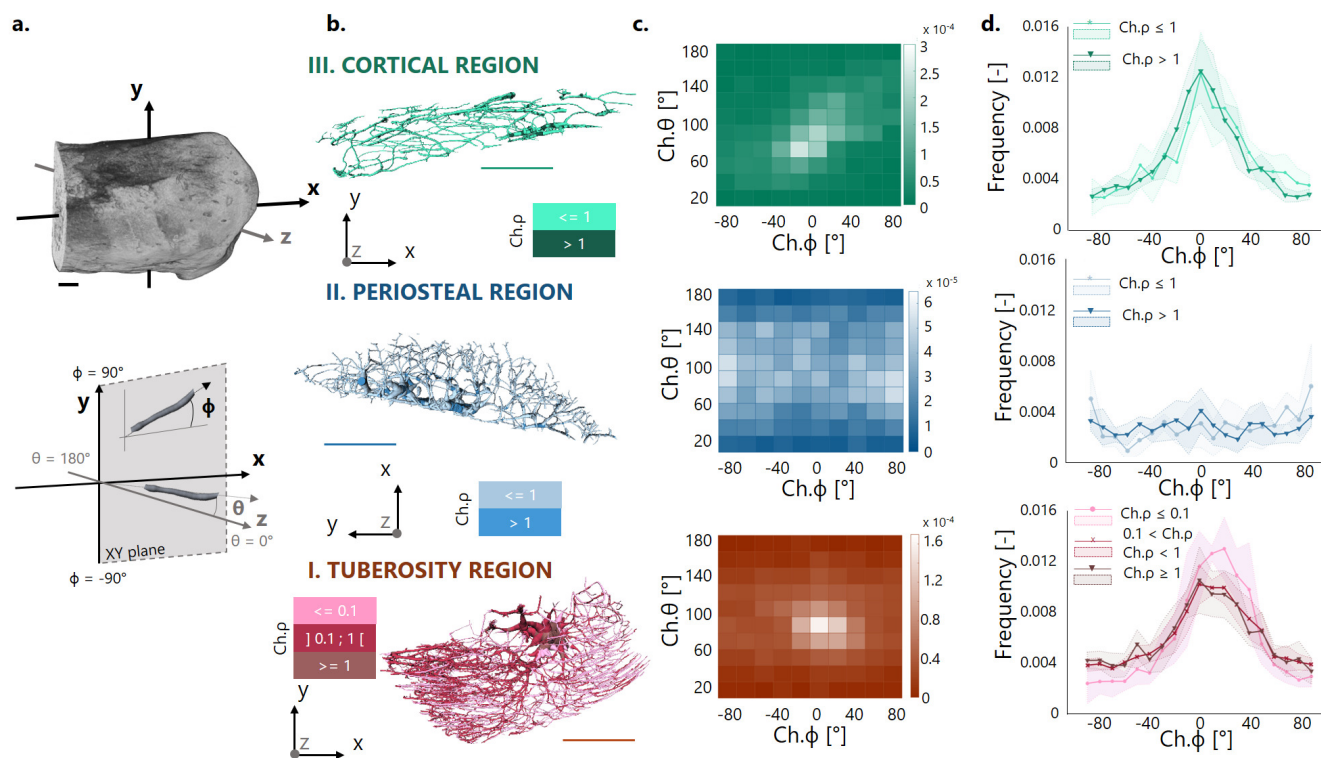 a.
y
x
z
ϕ = 90°
y
ϕ
θ = 180°
x
θ
z
θ = 0°
XY plane
ϕ = -90°
b.
III. CORTICAL REGION
y
z
x
Ch.ρ
<= 1
> 1
II. PERIOSTEAL REGION
x
y
z
Ch.ρ
<= 1
> 1
I. TUBEROSITY REGION
Ch.ρ
<= 0.1
] 0.1 ; 1 [
>= 1
y
z
x
c.
x 10⁻⁴
Ch.θ [°]
180
140
100
60
20
-80 -40 0 40 80
Ch.ϕ [°]
3
2.5
2
1.5
1
0.5
0
x 10⁻⁵
Ch.θ [°]
180
140
100
60
20
-80 -40 0 40 80
Ch.ϕ [°]
6
5
4
3
2
1
0
x 10⁻⁴
Ch.θ [°]
180
140
100
60
20
-80 -40 0 40 80
Ch.ϕ [°]
1.6
1.2
0.8
0.4
0
d.
Frequency [-]
0.016
0.012
0.008
0.004
0
Ch.ρ ≤ 1
Ch.ρ > 1
-80 -40 0 40 80
Ch.ϕ [°]
Frequency [-]
0.016
0.012
0.008
0.004
0
Ch.ρ ≤ 1
Ch.ρ > 1
-80 -40 0 40 80
Ch.ϕ [°]
Frequency [-]
0.016
0.012
0.008
0.004
0
Ch.ρ ≤ 0.1
0.1 < Ch.ρ
Ch.ρ < 1
Ch.ρ ≥ 1
-80 -40 0 40 80
Ch.ϕ [°]